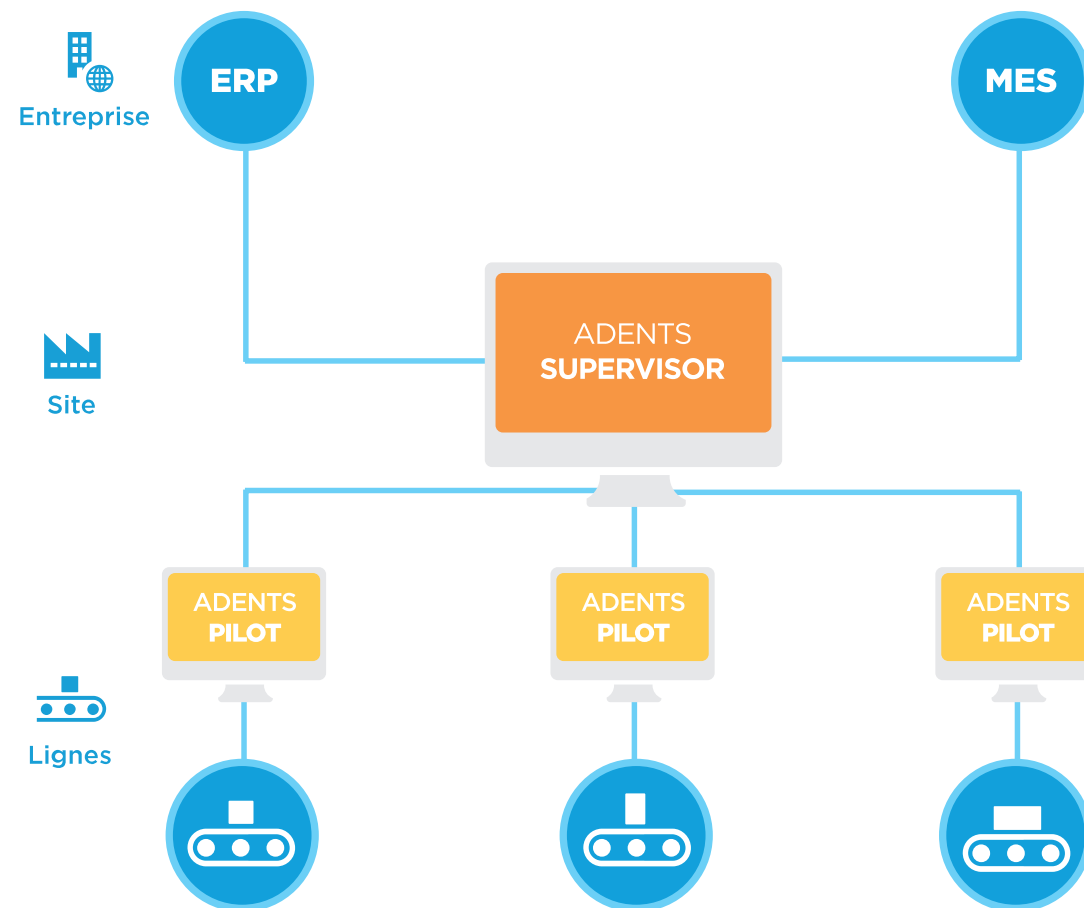 ERP
MES
Entreprise
ADENTS
SUPERVISOR
Site
ADENTS
PILOT
ADENTS
PILOT
ADENTS
PILOT
Lignes